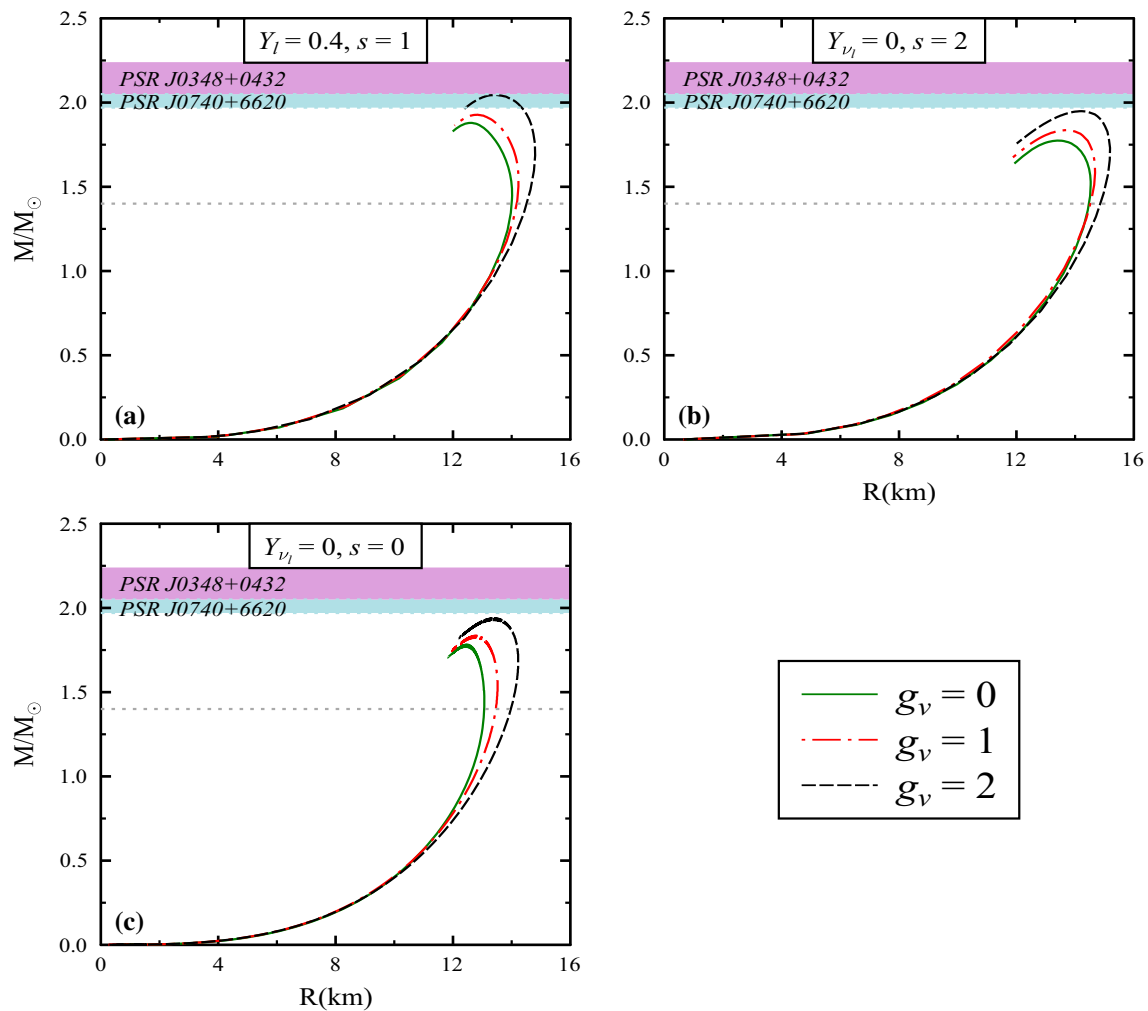 2.5
Y_l = 0.4, s = 1
PSR J0348+0432
2.0
PSR J0740+6620
1.5
M/M☉
1.0
0.5
(a)
0.0
0 4 8 12 16
2.5
Y_{ν_l} = 0, s = 2
PSR J0348+0432
2.0
PSR J0740+6620
1.5
1.0
0.5
(b)
0.0
0 4 8 12 16
R(km)
2.5
Y_{ν_l} = 0, s = 0
PSR J0348+0432
2.0
PSR J0740+6620
1.5
M/M☉
1.0
0.5
(c)
0.0
0 4 8 12 16
R(km)
g_v = 0
g_v = 1
g_v = 2